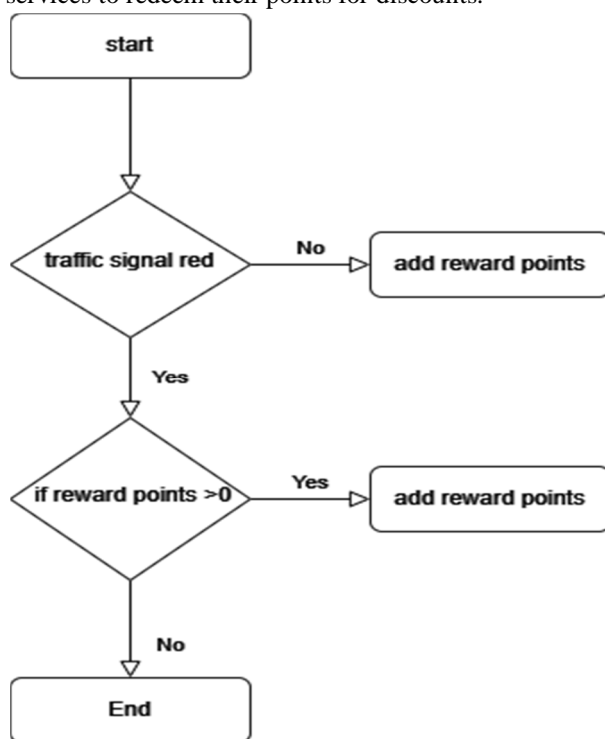 services to redeem their points for discounts.
start
traffic signal red
No
add reward points
Yes
if reward points >0
Yes
add reward points
No
End